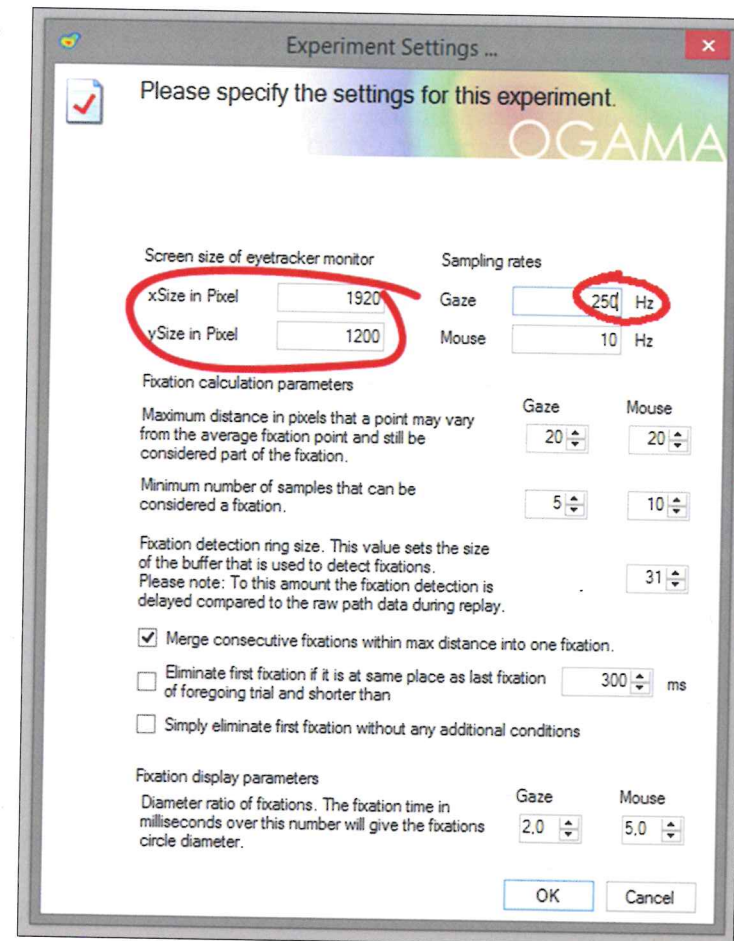 Experiment Settings ...
Please specify the settings for this experiment.
OGAMA
Screen size of eyetracker monitor
Sampling rates
xSize in Pixel 1920
Gaze 250 Hz
ySize in Pixel 1200
Mouse 10 Hz
Fixation calculation parameters
Gaze Mouse
Maximum distance in pixels that a point may vary
from the average fixation point and still be
considered part of the fixation.
20 20
Minimum number of samples that can be
considered a fixation.
5 10
Fixation detection ring size. This value sets the size
of the buffer that is used to detect fixations.
Please note: To this amount the fixation detection is
delayed compared to the raw path data during replay.
31
Merge consecutive fixations within max distance into one fixation.
Eliminate first fixation if it is at same place as last fixation
of foregoing trial and shorter than
300 ms
Simply eliminate first fixation without any additional conditions
Fixation display parameters
Gaze Mouse
Diameter ratio of fixations. The fixation time in
milliseconds over this number will give the fixations
circle diameter.
2,0 5,0
OK Cancel